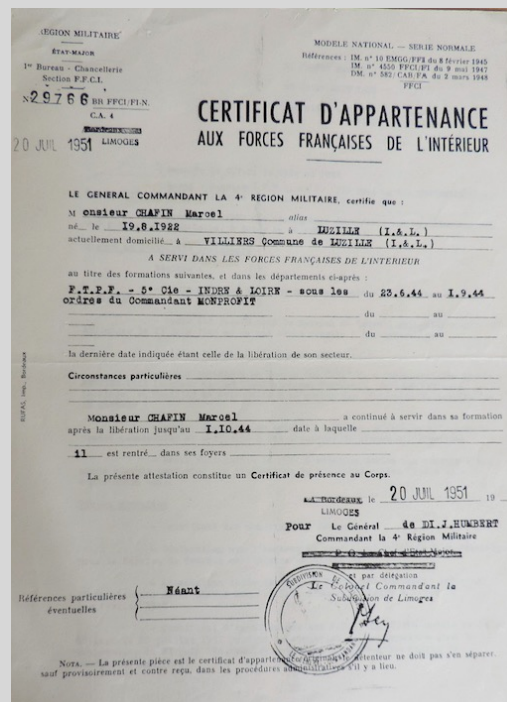 RÉGION MILITAIRE
ÉTAT-MAJOR
1er Bureau - Chancellerie
Section F.F.C.I.
N° 29766 BR FFCI/FI-N.
C.A. 4
20 JUIL 1951 LIMOGES
MODÈLE NATIONAL — SERIE NORMALE
Références : IM. n° 10 EMGG/FFI du 8 février 1945
IM. n° 4550 FFCI/FI du 9 mai 1947
DM. n° 582/CAB/FA du 2 mars 1948
FFCI
CERTIFICAT D'APPARTENANCE
AUX FORCES FRANÇAISES DE L'INTÉRIEUR
LE GENERAL COMMANDANT LA 4e REGION MILITAIRE, certifie que :
Monsieur CHAFIN Marcel alias
né le 19.8.1922 à LUZILLE (I.&L.)
actuellement domicilié à VILLIERS Commune de LUZILLE (I.&L.)
A SERVI DANS LES FORCES FRANÇAISES DE L'INTÉRIEUR
au titre des formations suivantes, et dans les départements ci-après :
F.T.P.F. - 5° Cie - INDRE & LOIRE - sous les du 23.6.44 au 1.9.44
ordres du Commandant MONPROFIT
du au
du au
la dernière date indiquée étant celle de la libération de son secteur.
Circonstances particulières
Monsieur CHAFIN Marcel a continué à servir dans sa formation
après la libération jusqu'au 1.10.44 date à laquelle
il est rentré dans ses foyers
La présente attestation constitue un Certificat de présence au Corps.
Bordeaux le 20 JUIL 1951 19
LIMOGES
Pour Le Général de DI.J.HUMBERT
Commandant la 4e Région Militaire
et par délégation
Le Colonel Commandant la
Subdivision de Limoges
SUBDIVISION DE
Références particulières
éventuelles
Néant
NOTA. — La présente pièce est le certificat d'appartenance original. Le détenteur ne doit pas s'en séparer,
sauf provisoirement et contre reçu, dans les procédures administratives s'il y a lieu.
RUFAL Imp., Bordeaux